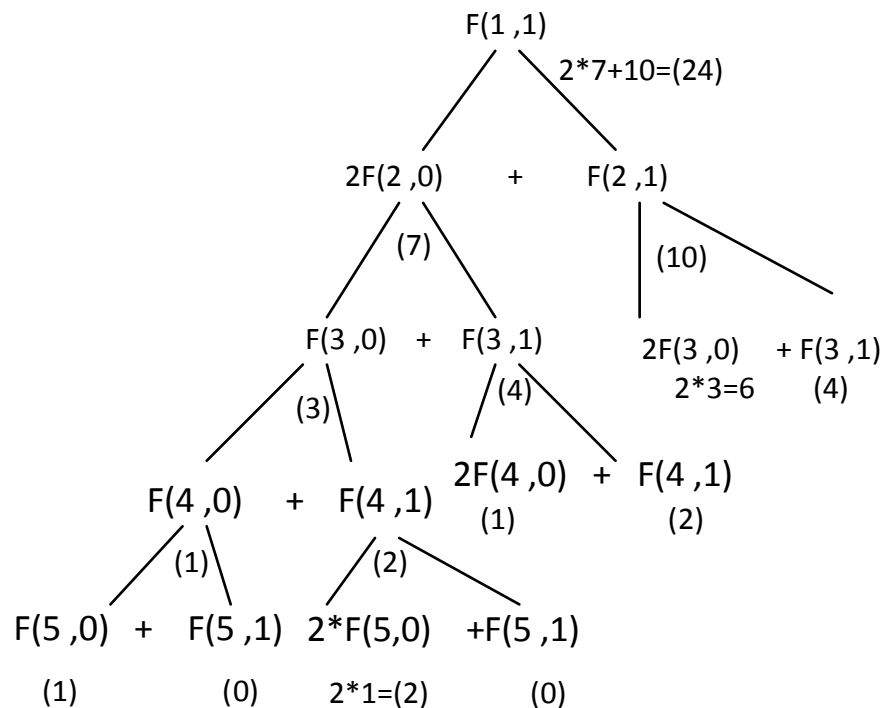 F(1 ,1)
2*7+10=(24)
2F(2 ,0) + F(2 ,1)
(7) (10)
F(3 ,0) + F(3 ,1) 2F(3 ,0) + F(3 ,1)
2*3=6 (4)
(3) (4)
F(4 ,0) + F(4 ,1) 2F(4 ,0) + F(4 ,1)
(1) (2)
(1) (2)
F(5 ,0) + F(5 ,1) 2*F(5,0) +F(5 ,1)
(1) (0) 2*1=(2) (0)